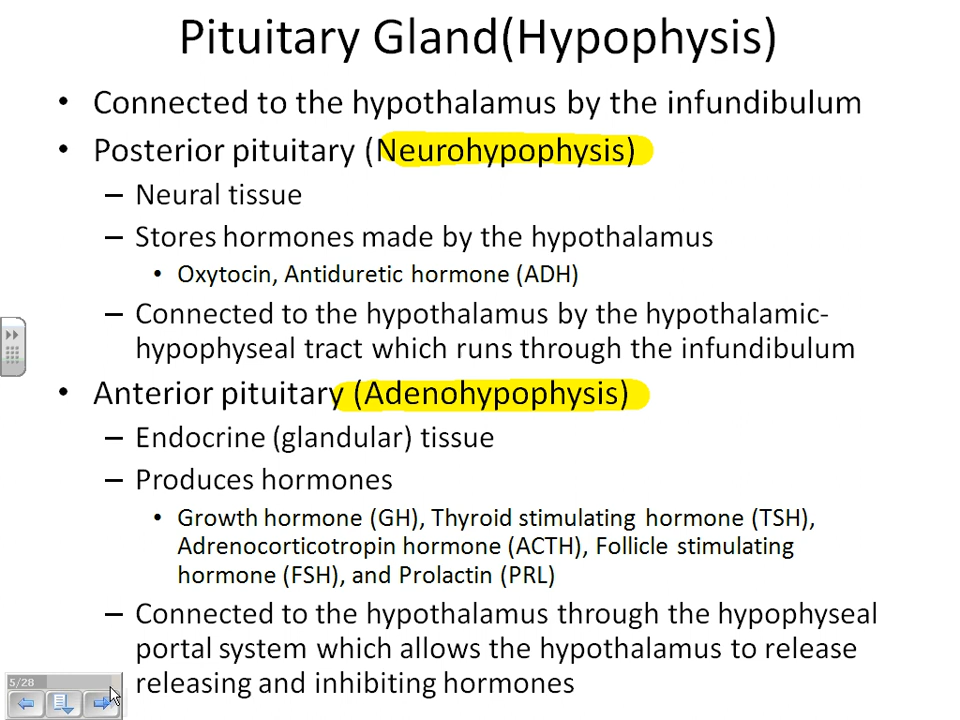 Pituitary Gland(Hypophysis)
• Connected to the hypothalamus by the infundibulum
• Posterior pituitary (Neurohypophysis)
– Neural tissue
– Stores hormones made by the hypothalamus
• Oxytocin, Antiduretic hormone (ADH)
– Connected to the hypothalamus by the hypothalamic-
hypophyseal tract which runs through the infundibulum
• Anterior pituitary (Adenohypophysis)
– Endocrine (glandular) tissue
– Produces hormones
• Growth hormone (GH), Thyroid stimulating hormone (TSH),
Adrenocorticotropin hormone (ACTH), Follicle stimulating
hormone (FSH), and Prolactin (PRL)
– Connected to the hypothalamus through the hypophyseal
portal system which allows the hypothalamus to release
releasing and inhibiting hormones
5/28